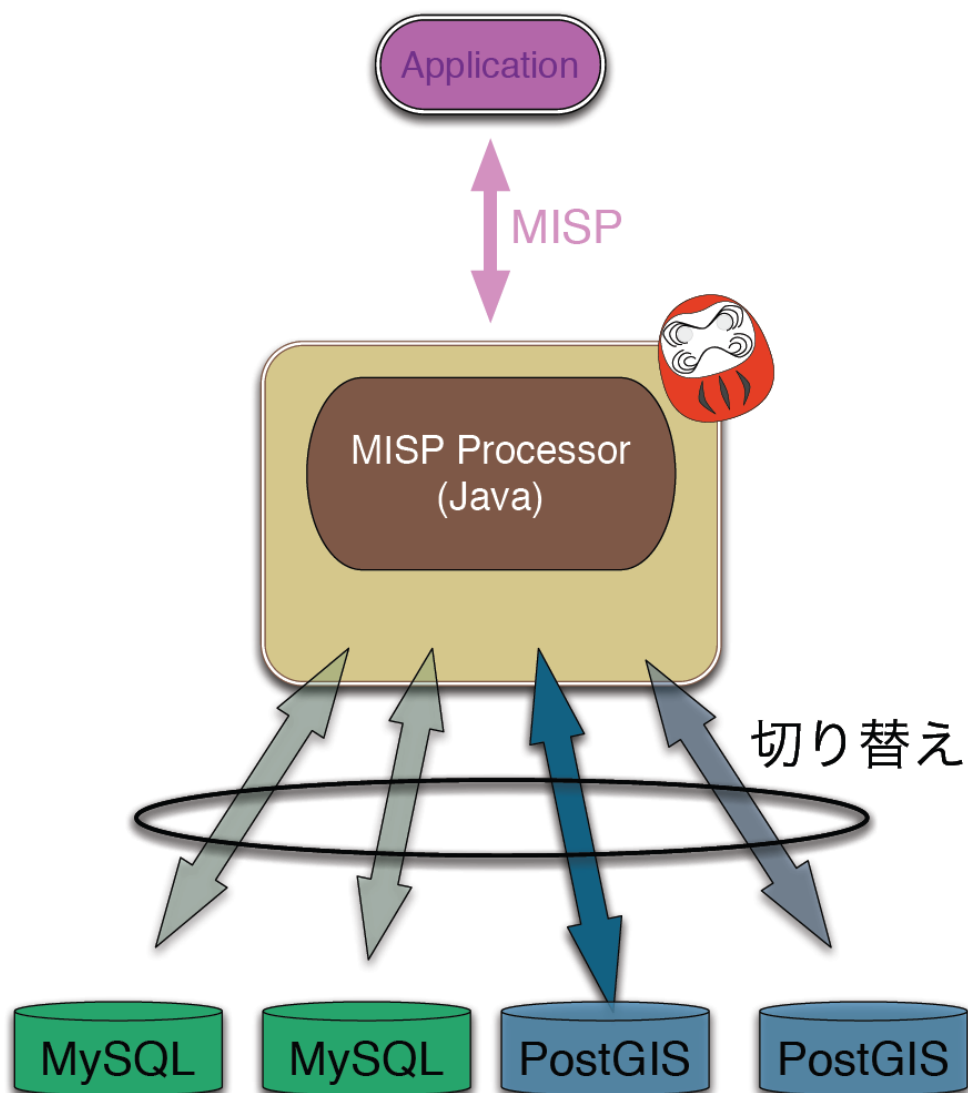 Application
MISP
MISP Processor
(Java)
切り替え
MySQL
MySQL
PostGIS
PostGIS